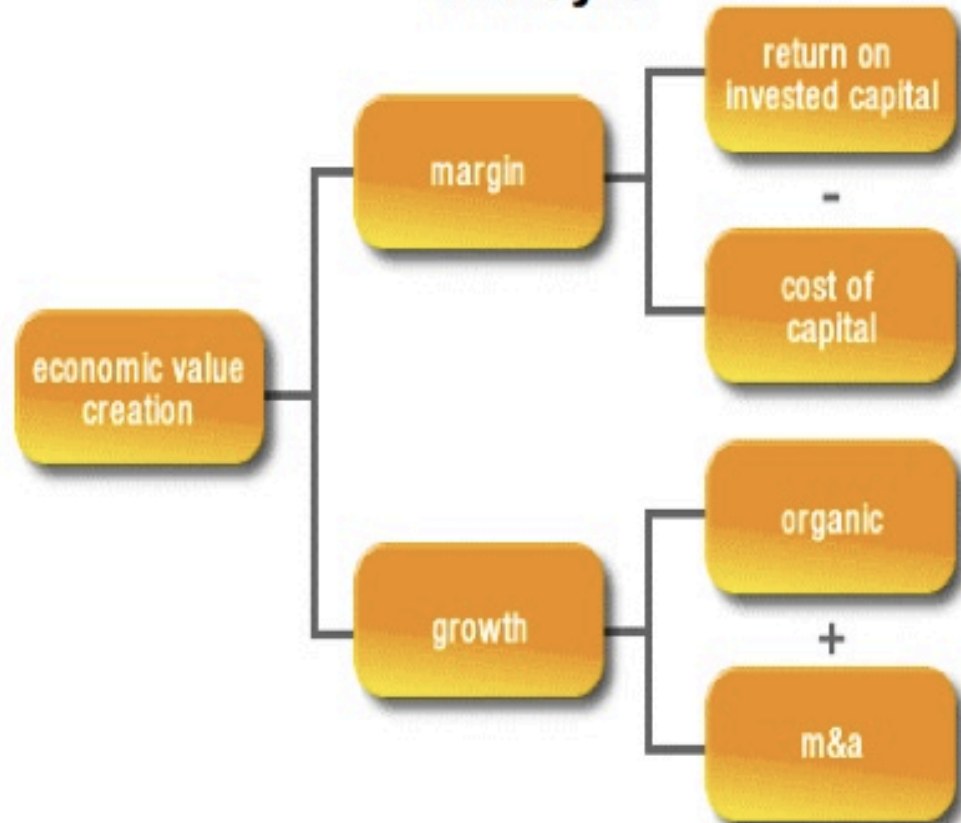 return on
invested capital
margin
-
cost of
capital
economic value
creation
organic
growth
+
m&a